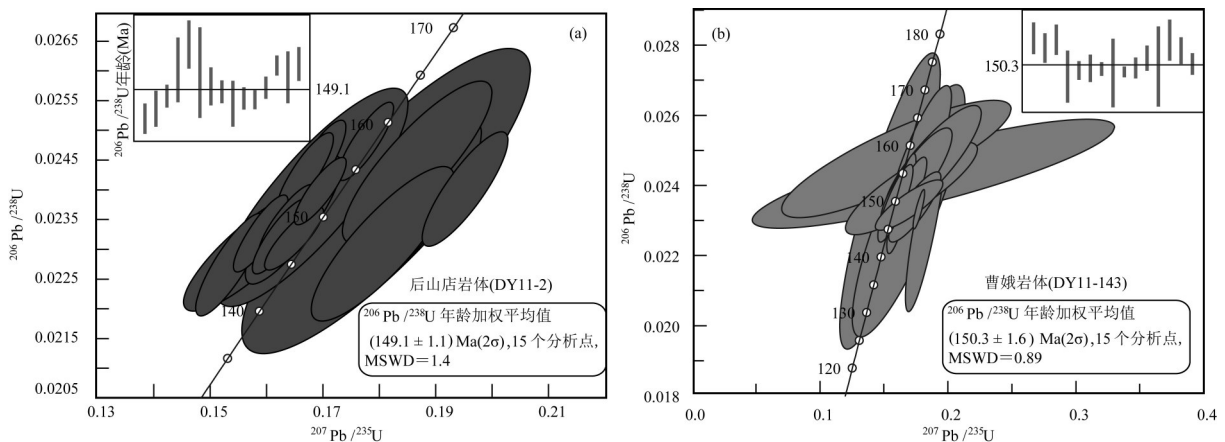 (a)
²⁰⁶Pb /²³⁸U年龄(Ma)
149.1
170
160
150
140
0.0265
0.0255
0.0245
0.0235
0.0225
0.0215
0.0205
²⁰⁶Pb /²³⁸U
后山店岩体(DY11-2)
²⁰⁶Pb /²³⁸U 年龄加权平均值
(149.1 ± 1.1) Ma(2σ),15 个分析点,
MSWD=1.4
0.13
0.15
0.17
0.19
0.21
²⁰⁷Pb /²³⁵U
(b)
150.3
180
170
160
150
140
130
120
0.028
0.026
0.024
0.022
0.020
0.018
²⁰⁶Pb /²³⁸U
曹娥岩体(DY11-143)
²⁰⁶Pb /²³⁸U 年龄加权平均值
(150.3 ± 1.6) Ma(2σ),15 个分析点,
MSWD=0.89
0.0
0.1
0.2
0.3
0.4
²⁰⁷Pb /²³⁵U